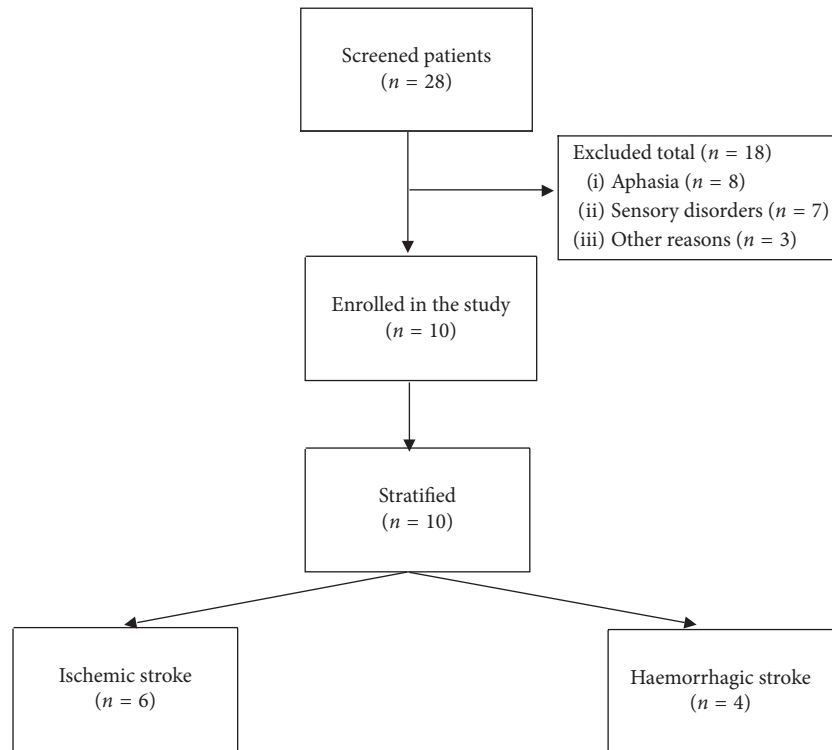 Screened patients
(n = 28)
Excluded total (n = 18)
(i) Aphasia (n = 8)
(ii) Sensory disorders (n = 7)
(iii) Other reasons (n = 3)
Enrolled in the study
(n = 10)
Stratified
(n = 10)
Ischemic stroke
(n = 6)
Haemorrhagic stroke
(n = 4)